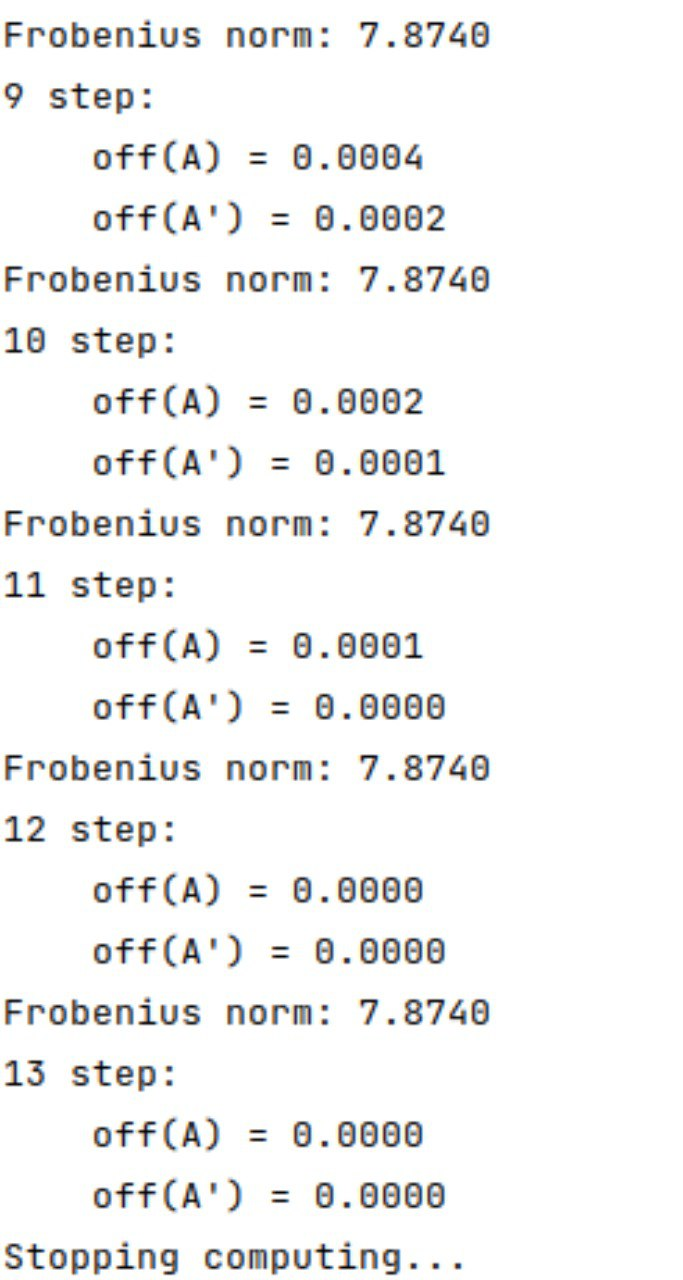 Frobenius norm: 7.8740
9 step:
    off(A) = 0.0004
    off(A') = 0.0002
Frobenius norm: 7.8740
10 step:
    off(A) = 0.0002
    off(A') = 0.0001
Frobenius norm: 7.8740
11 step:
    off(A) = 0.0001
    off(A') = 0.0000
Frobenius norm: 7.8740
12 step:
    off(A) = 0.0000
    off(A') = 0.0000
Frobenius norm: 7.8740
13 step:
    off(A) = 0.0000
    off(A') = 0.0000
Stopping computing...